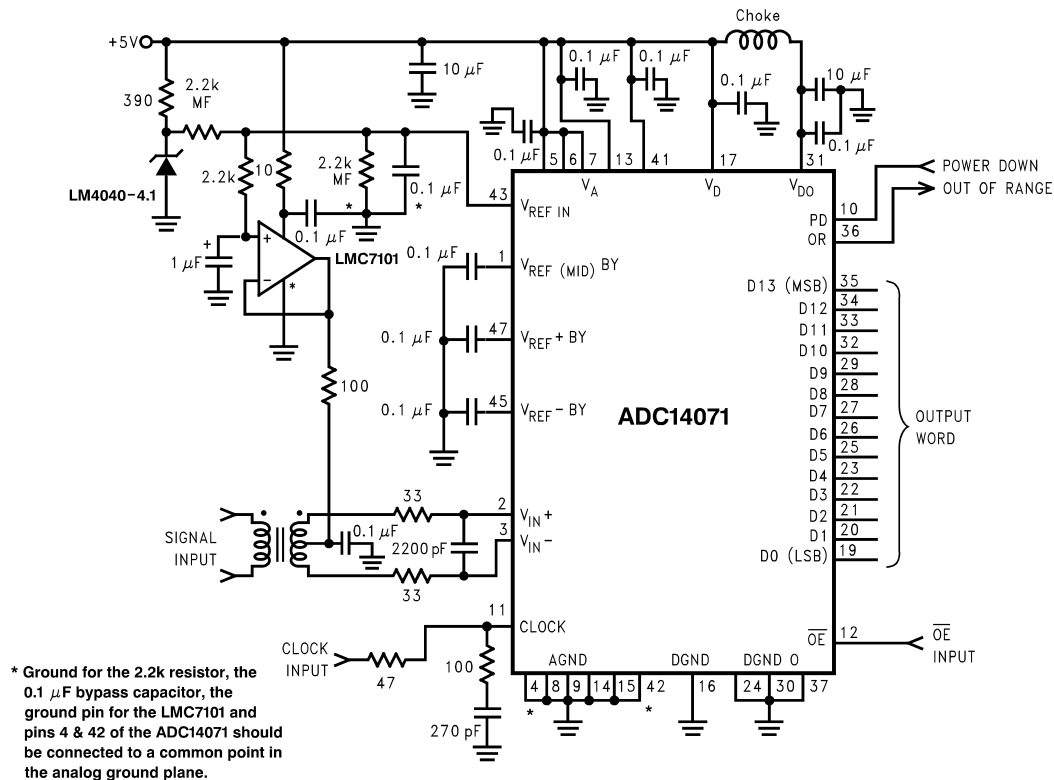 Choke
+5V
390
2.2k
MF
10 μF
0.1 μF
0.1 μF
0.1 μF
10 μF
0.1 μF
0.1 μF
LM4040-4.1
2.2k
10
2.2k
MF
*
0.1 μF
*
0.1 μF
+
1 μF
+
−
*
LMC7101
100
5
6
7
13
41
17
31
V_A
V_D
V_DO
43
V_REF IN
0.1 μF
1
V_REF (MID) BY
0.1 μF
47
V_REF+ BY
0.1 μF
45
V_REF− BY
ADC14071
PD
10
POWER DOWN
OR
36
OUT OF RANGE
D13 (MSB)
35
D12
34
D11
33
D10
32
D9
29
D8
28
D7
27
D6
26
D5
25
D4
23
D3
22
D2
21
D1
20
D0 (LSB)
19
OUTPUT
WORD
SIGNAL
INPUT
33
0.1 μF
2200 pF
33
2
V_IN+
3
V_IN−
11
CLOCK
CLOCK
INPUT
47
100
270 pF
OE
12
OE
INPUT
AGND
DGND
DGND O
4
8
9
14
15
42
16
24
30
37
*
*
* Ground for the 2.2k resistor, the
0.1 μF bypass capacitor, the
ground pin for the LMC7101 and
pins 4 & 42 of the ADC14071 should
be connected to a common point in
the analog ground plane.